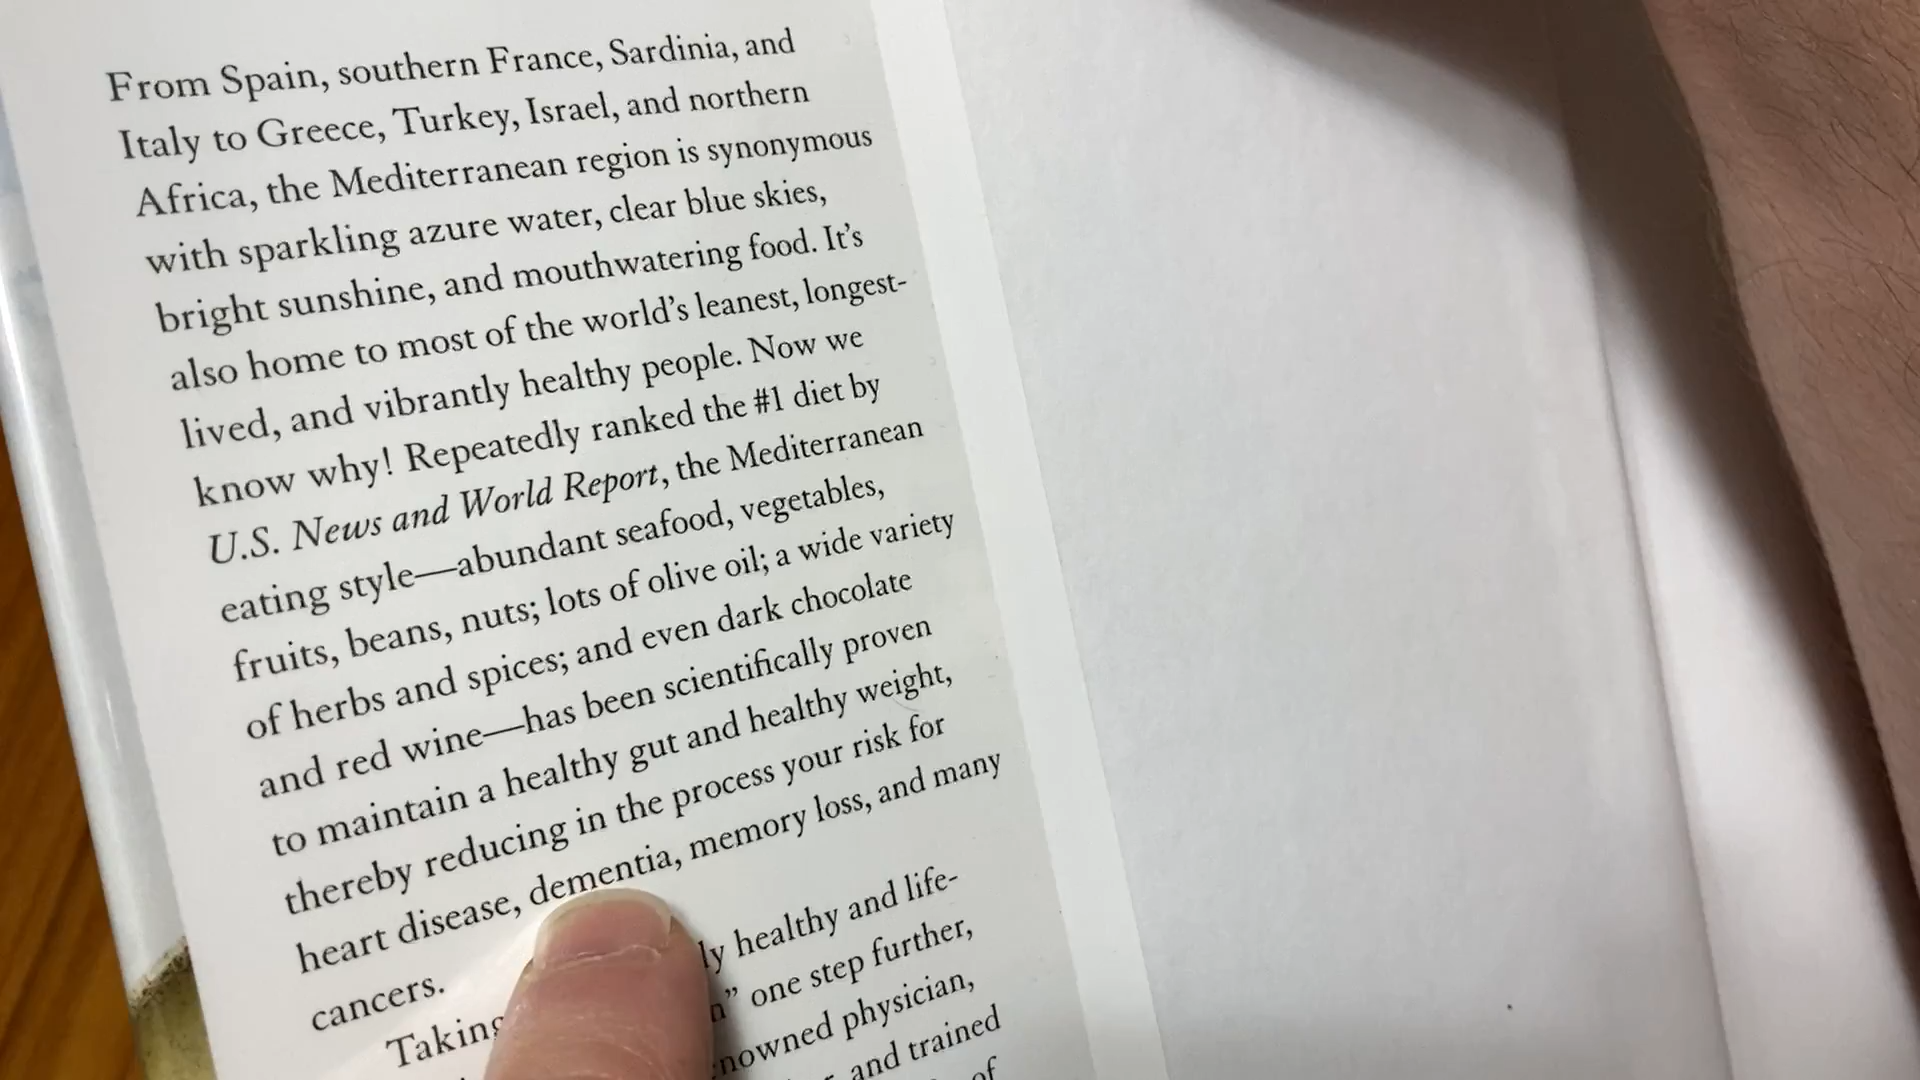 From Spain, southern France, Sardinia, and
Italy to Greece, Turkey, Israel, and northern
Africa, the Mediterranean region is synonymous
with sparkling azure water, clear blue skies,
bright sunshine, and mouthwatering food. It’s
also home to most of the world’s leanest, longest-
lived, and vibrantly healthy people. Now we
know why! Repeatedly ranked the #1 diet by
U.S. News and World Report, the Mediterranean
eating style—abundant seafood, vegetables,
fruits, beans, nuts; lots of olive oil; a wide variety
of herbs and spices; and even dark chocolate
and red wine—has been scientifically proven
to maintain a healthy gut and healthy weight,
thereby reducing in the process your risk for
heart disease, dementia, memory loss, and many
cancers.
Taking healthy and life-
one step further,
physician,
and trained
of